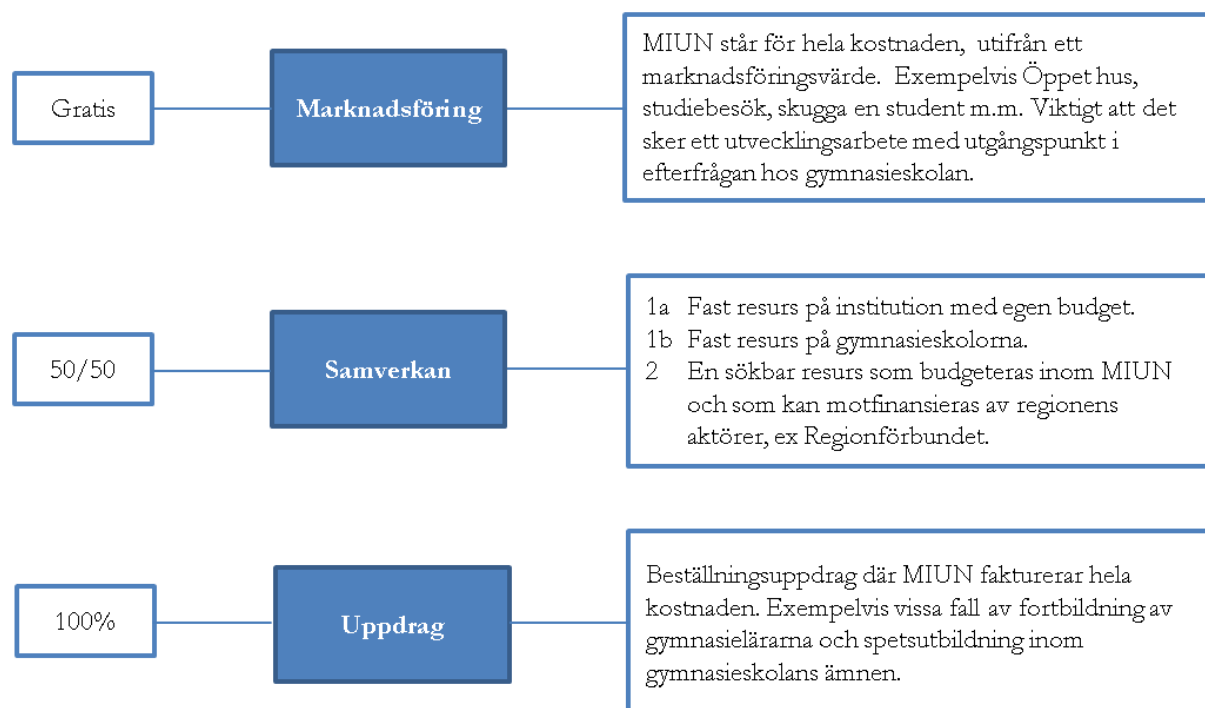 Gratis
Marknadsföring
MIUN står för hela kostnaden, utifrån ett
marknadsföringsvärde. Exempelvis Öppet hus,
studiebesök, skugga en student m.m. Viktigt att det
sker ett utvecklingsarbete med utgångspunkt i
efterfrågan hos gymnasieskolan.
50/50
Samverkan
1a Fast resurs på institution med egen budget.
1b Fast resurs på gymnasieskolorna.
2 En sökbar resurs som budgeteras inom MIUN
och som kan motfinansieras av regionens
aktörer, ex Regionförbundet.
100%
Uppdrag
Beställningsuppdrag där MIUN fakturerar hela
kostnaden. Exempelvis vissa fall av fortbildning av
gymnasielärarna och spetsutbildning inom
gymnasieskolans ämnen.